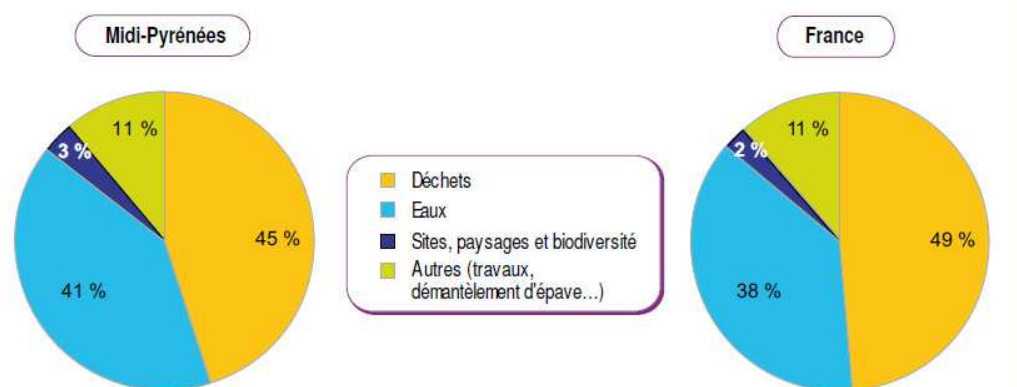 Midi-Pyrénées
11 %
3 %
45 %
41 %
Déchets
Eaux
Sites, paysages et biodiversité
Autres (travaux,
démantèlement d'épave...)
France
11 %
2 %
49 %
38 %